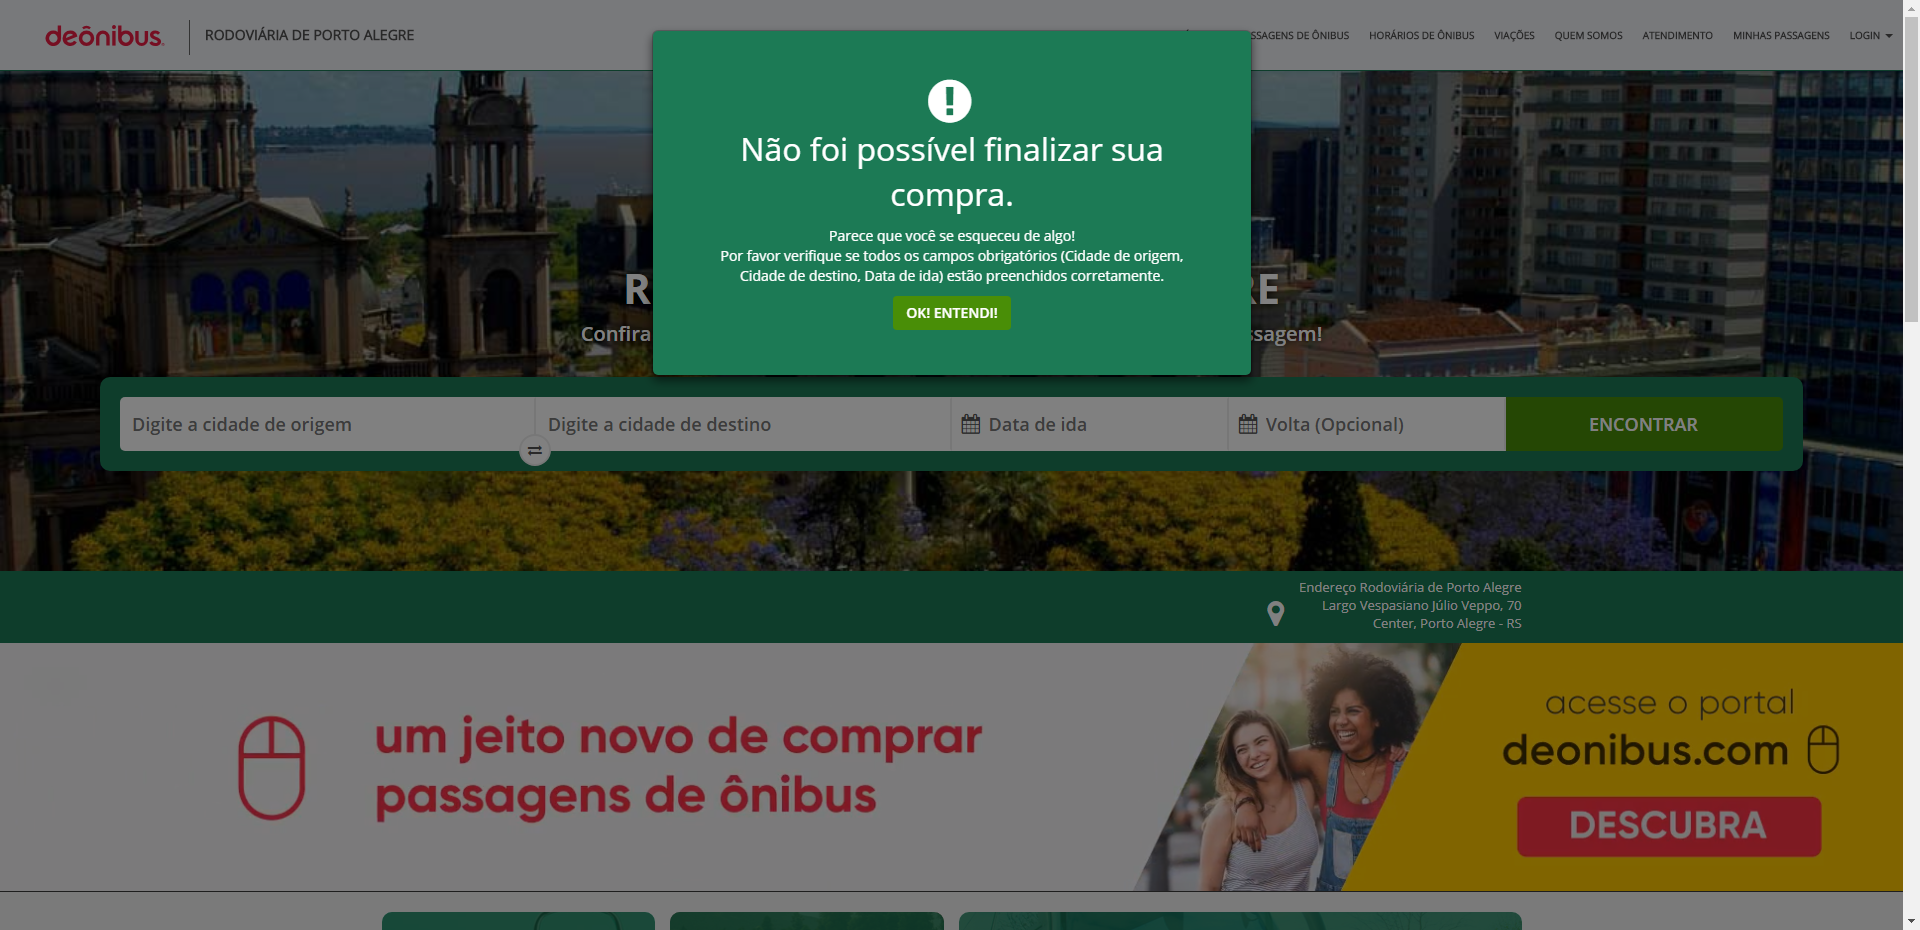 deônibus
RODOVIÁRIA DE PORTO ALEGRE
SSAGENS DE ÔNIBUS
HORÁRIOS DE ÔNIBUS
VIAÇÕES
QUEM SOMOS
ATENDIMENTO
MINHAS PASSAGENS
LOGIN
Não foi possível finalizar sua
compra.
Parece que você se esqueceu de algo!
Por favor verifique se todos os campos obrigatórios (Cidade de origem,
Cidade de destino, Data de ida) estão preenchidos corretamente.
OK! ENTENDI!
R
RE
Confira
ssagem!
Digite a cidade de origem
Digite a cidade de destino
Data de ida
Volta (Opcional)
ENCONTRAR
Endereço Rodoviária de Porto Alegre
Largo Vespasiano Júlio Veppo, 70
Center, Porto Alegre - RS
um jeito novo de comprar
passagens de ônibus
acesse o portal
deonibus.com
DESCUBRA